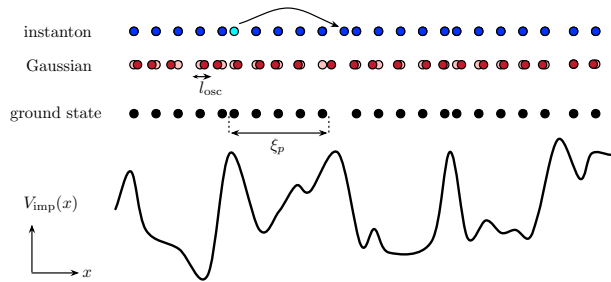 instanton
Gaussian
l_osc
ground state
ξ_p
V_imp(x)
x